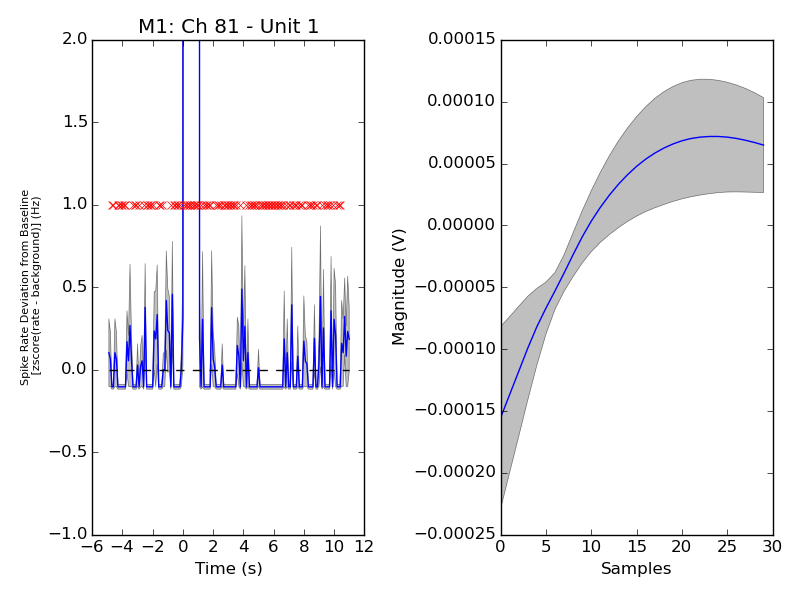 M1: Ch 81 - Unit 1
2.0
1.5
1.0
0.5
0.0
−0.5
−1.0
−6 −4 −2 0 2 4 6 8 10 12
Time (s)
Spike Rate Deviation from Baseline
[zscore(rate - background)] (Hz)
0.00015
0.00010
0.00005
0.00000
−0.00005
−0.00010
−0.00015
−0.00020
−0.00025
0 5 10 15 20 25 30
Samples
Magnitude (V)